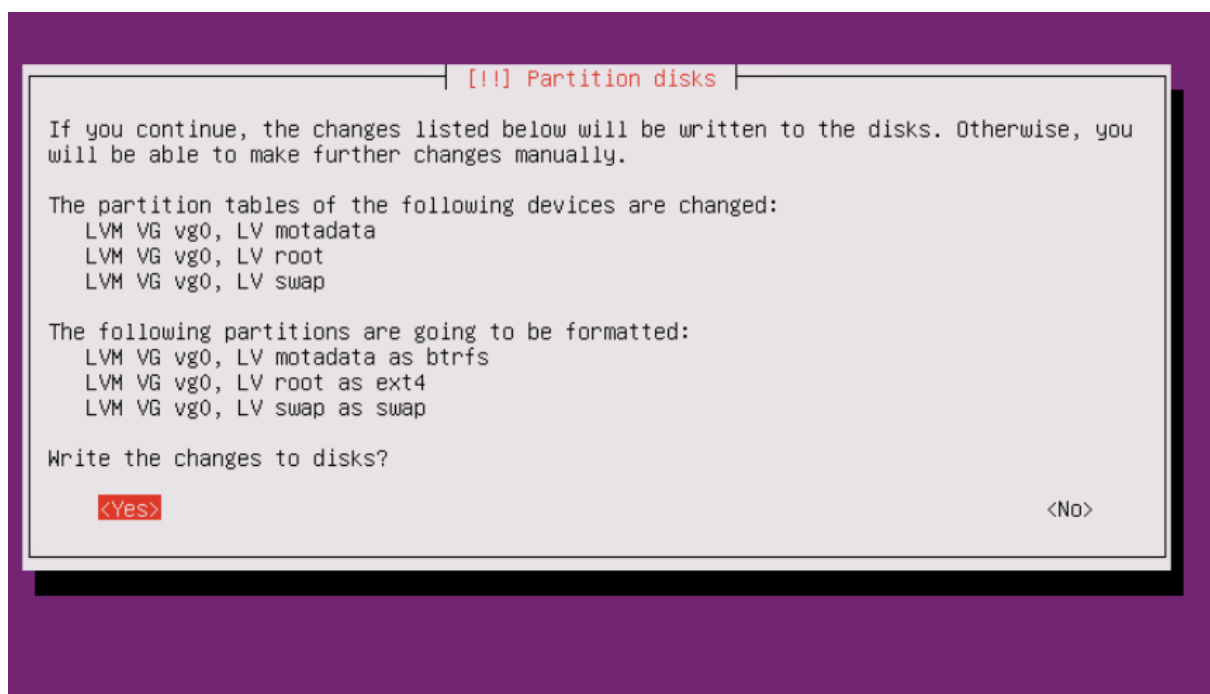 [!!] Partition disks
If you continue, the changes listed below will be written to the disks. Otherwise, you
will be able to make further changes manually.
The partition tables of the following devices are changed:
LVM VG vg0, LV motadata
LVM VG vg0, LV root
LVM VG vg0, LV swap
The following partitions are going to be formatted:
LVM VG vg0, LV motadata as btrfs
LVM VG vg0, LV root as ext4
LVM VG vg0, LV swap as swap
Write the changes to disks?
<Yes> <No>